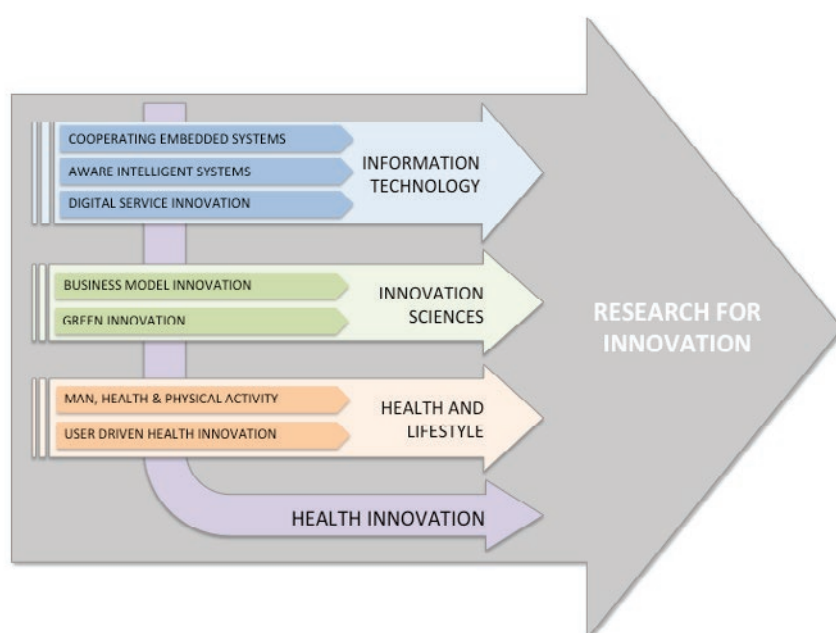 COOPERATING EMBEDDED SYSTEMS
AWARE INTELLIGENT SYSTEMS
DIGITAL SERVICE INNOVATION
INFORMATION
TECHNOLOGY
BUSINESS MODEL INNOVATION
GREEN INNOVATION
INNOVATION
SCIENCES
MAN, HEALTH & PHYSICAL ACTIVITY
USER DRIVEN HEALTH INNOVATION
HEALTH AND
LIFESTYLE
HEALTH INNOVATION
RESEARCH FOR
INNOVATION